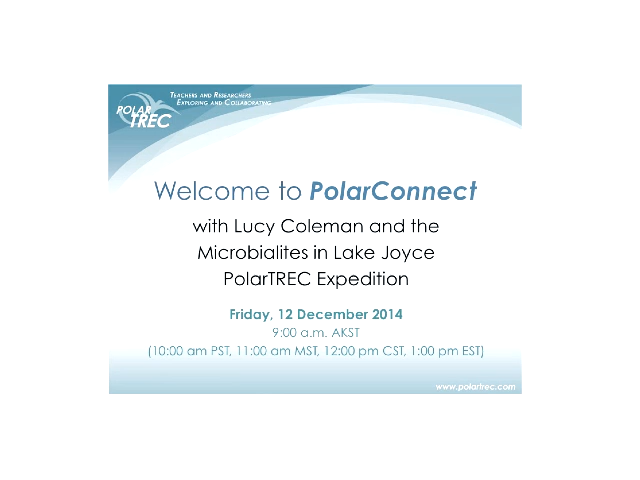 TEACHERS AND RESEARCHERS
EXPLORING AND COLLABORATING
POLAR
TREC
Welcome to PolarConnect
with Lucy Coleman and the
Microbialites in Lake Joyce
PolarTREC Expedition
Friday, 12 December 2014
9:00 a.m. AKST
(10:00 am PST, 11:00 am MST, 12:00 pm CST, 1:00 pm EST)
www.polartrec.com